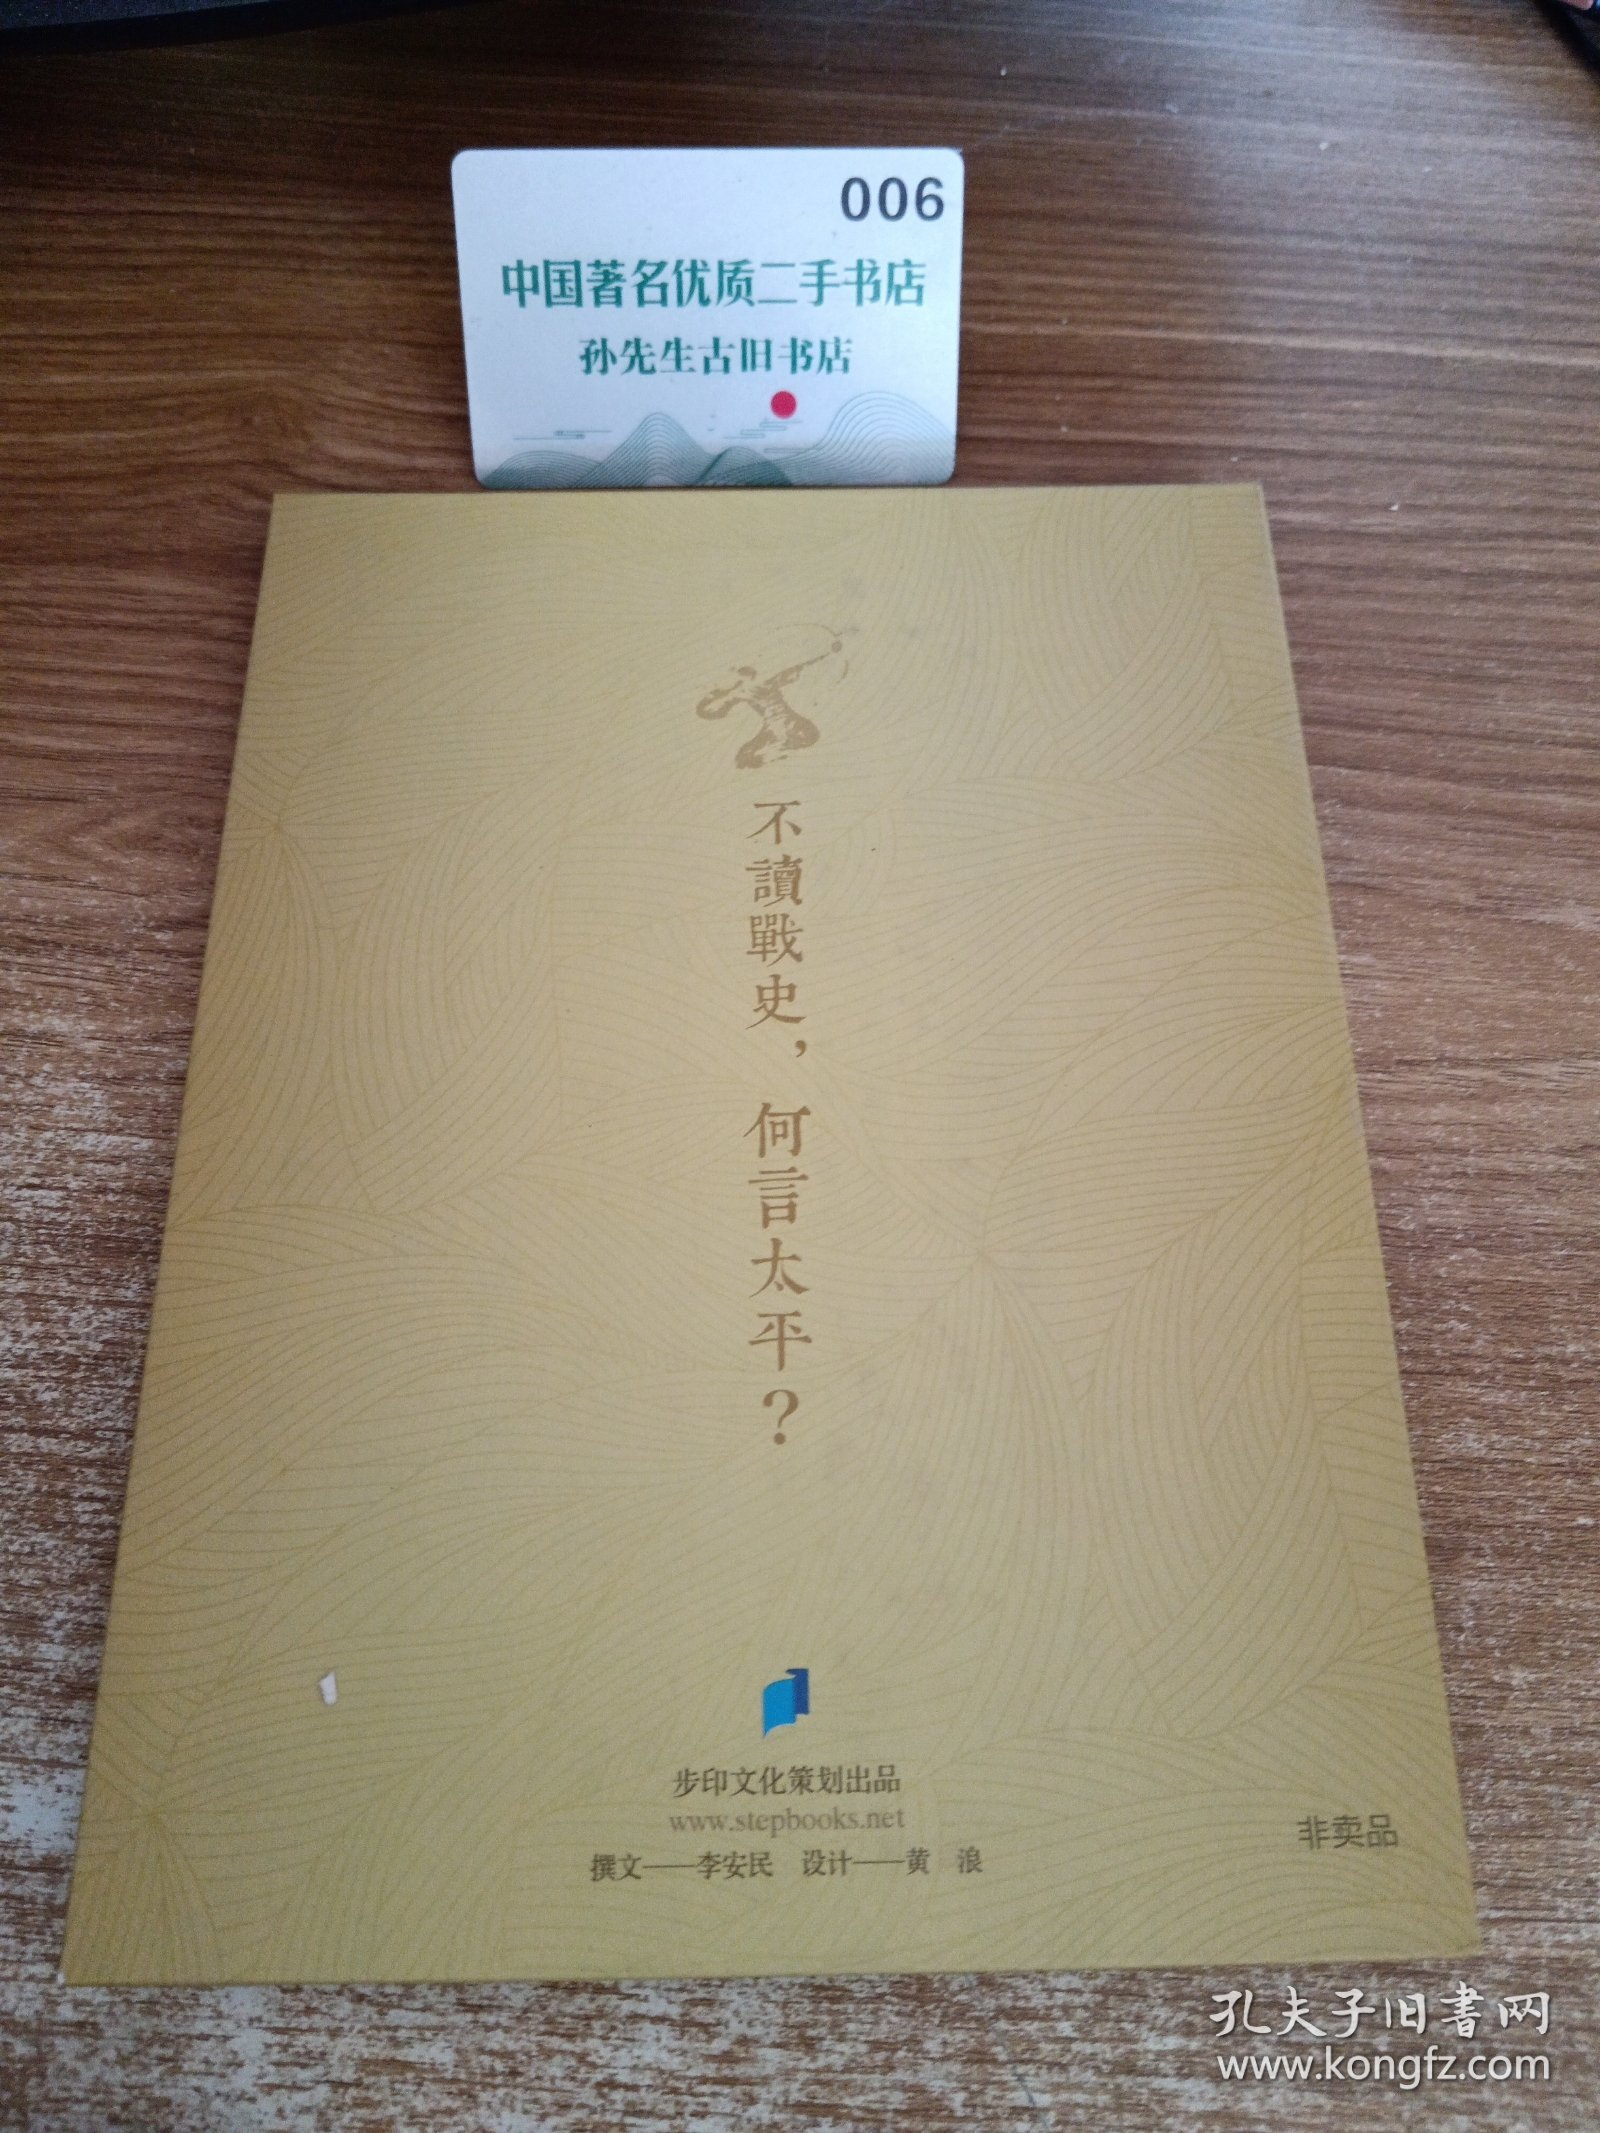 006
中国著名优质二手书店
孙先生古旧书店
不讀戰史，何言太平？
步印文化策划出品
www.stepbooks.net
撰文——李安民 设计——黄 浪
非卖品
孔夫子旧書网
www.kongfz.com